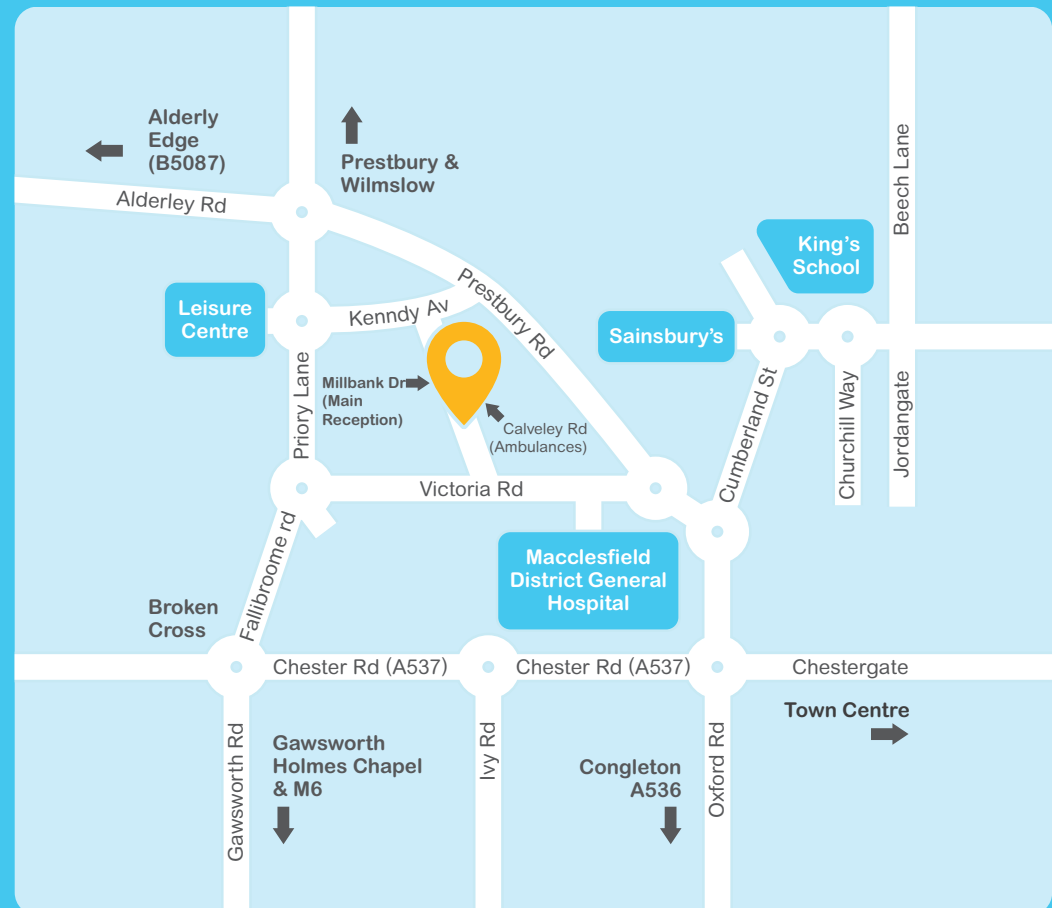 Alderly
Edge
(B5087)
Prestbury &
Wilmslow
Alderley Rd
Beech Lane
King's
School
Leisure
Centre
Kenndy Av
Prestbury Rd
Sainsbury's
Priory Lane
Millbank Dr
(Main
Reception)
Calveley Rd
(Ambulances)
Cumberland St
Churchill Way
Jordangate
Victoria Rd
Fallibroome rd
Macclesfield
District General
Hospital
Broken
Cross
Chester Rd (A537)
Chester Rd (A537)
Chestergate
Town Centre
Gawsworth Rd
Gawsworth
Holmes Chapel
& M6
Ivy Rd
Congleton
A536
Oxford Rd